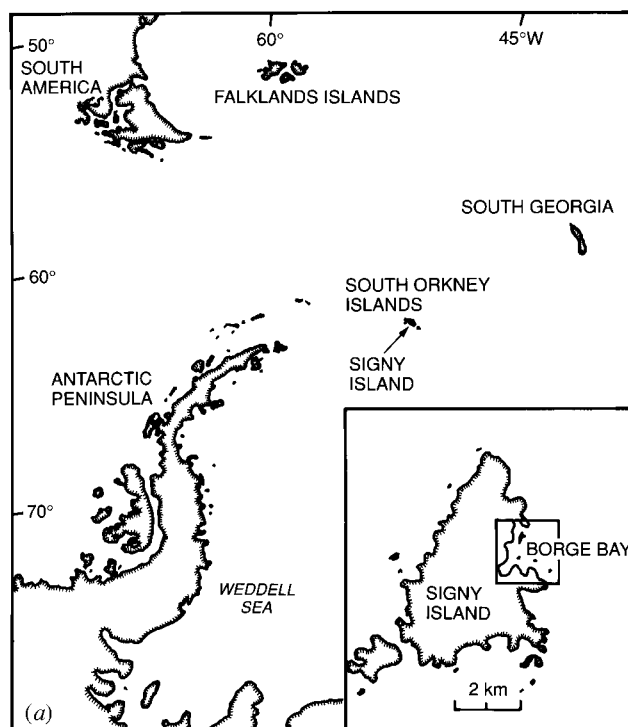 60°
45°W
50°
SOUTH
AMERICA
FALKLANDS ISLANDS
SOUTH GEORGIA
60°
SOUTH ORKNEY
ISLANDS
SIGNY
ISLAND
ANTARCTIC
PENINSULA
70°
BORGE BAY
WEDDELL
SEA
SIGNY
ISLAND
2 km
(a)